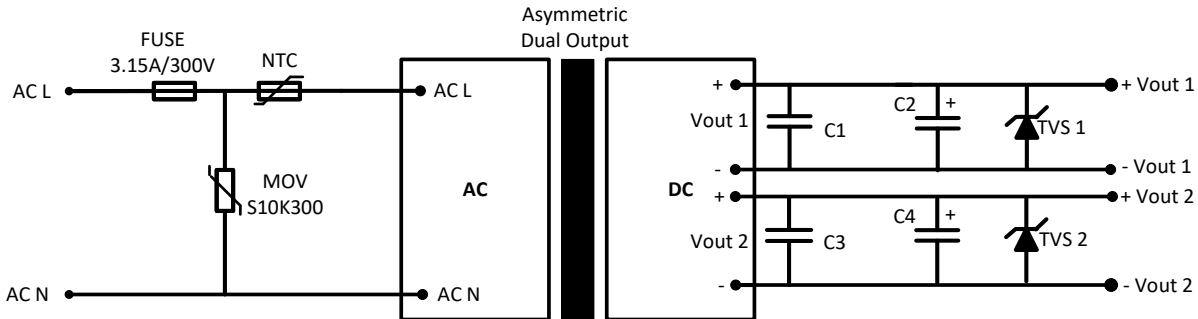 Asymmetric
Dual Output
FUSE
3.15A/300V
NTC
AC L
AC L
MOV
S10K300
AC
AC N
AC N
DC
+
Vout 1
-
+
Vout 2
-
C1
C2
+
TVS 1
+ Vout 1
- Vout 1
+ Vout 2
C3
C4
+
TVS 2
- Vout 2